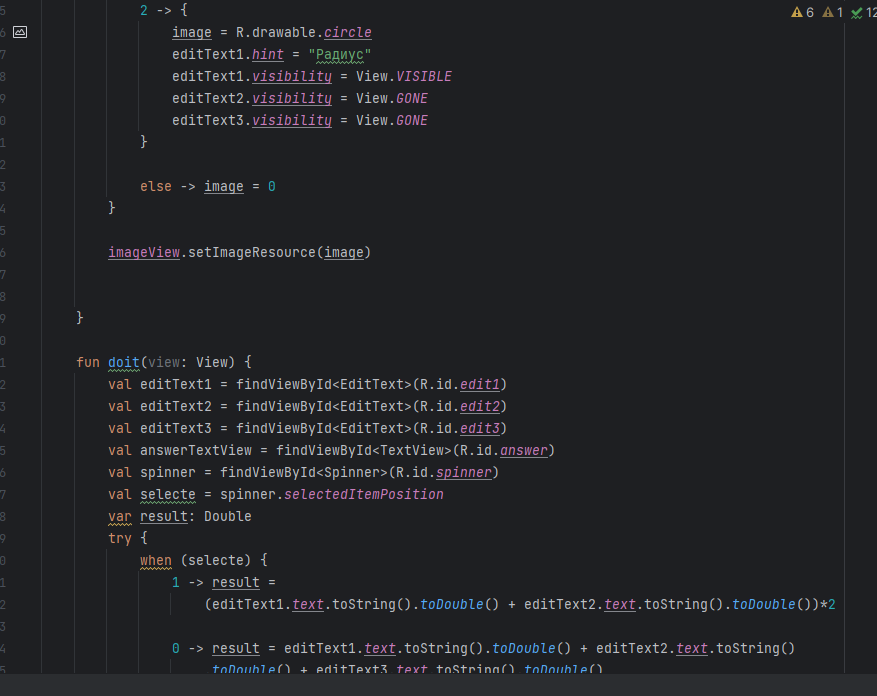 6 1 12
2 -> {
image = R.drawable.circle
editText1.hint = "Радиус"
editText1.visibility = View.VISIBLE
editText2.visibility = View.GONE
editText3.visibility = View.GONE
}
else -> image = 0
}
imageView.setImageResource(image)
}
fun doit(view: View) {
val editText1 = findViewById<EditText>(R.id.edit1)
val editText2 = findViewById<EditText>(R.id.edit2)
val editText3 = findViewById<EditText>(R.id.edit3)
val answerTextView = findViewById<TextView>(R.id.answer)
val spinner = findViewById<Spinner>(R.id.spinner)
val selecte = spinner.selectedItemPosition
var result: Double
try {
when (selecte) {
1 -> result =
(editText1.text.toString().toDouble() + editText2.text.toString().toDouble())*2
0 -> result = editText1.text.toString().toDouble() + editText2.text.toString()
.toDouble() + editText3.text.toString().toDouble()